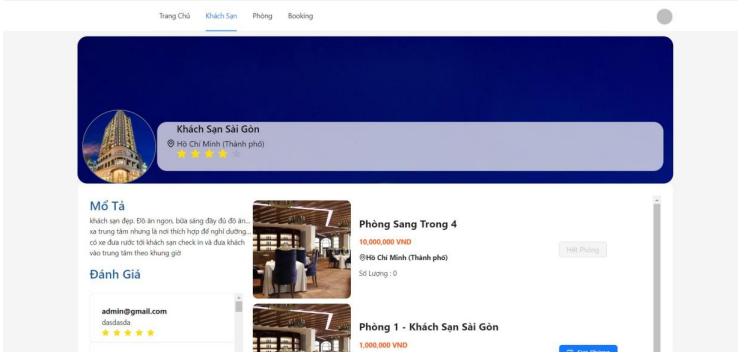 Trang Chủ
Khách Sạn
Phòng
Booking
Khách Sạn Sài Gòn
Hồ Chí Minh (Thành phố)
Mổ Tả
khách sạn đẹp. Đồ ăn ngon, bữa sáng đầy đủ đồ ăn...
xa trung tâm nhưng là nơi thích hợp để nghỉ dưỡng...
có xe đưa rước tới khách sạn check in và đưa khách
vào trung tâm theo khung giờ
Đánh Giá
admin@gmail.com
dasdasda
Phòng Sang Trong 4
10,000,000 VND
Hồ Chí Minh (Thành phố)
Số Lượng : 0
Hết Phòng
Phòng 1 - Khách Sạn Sài Gòn
1,000,000 VND